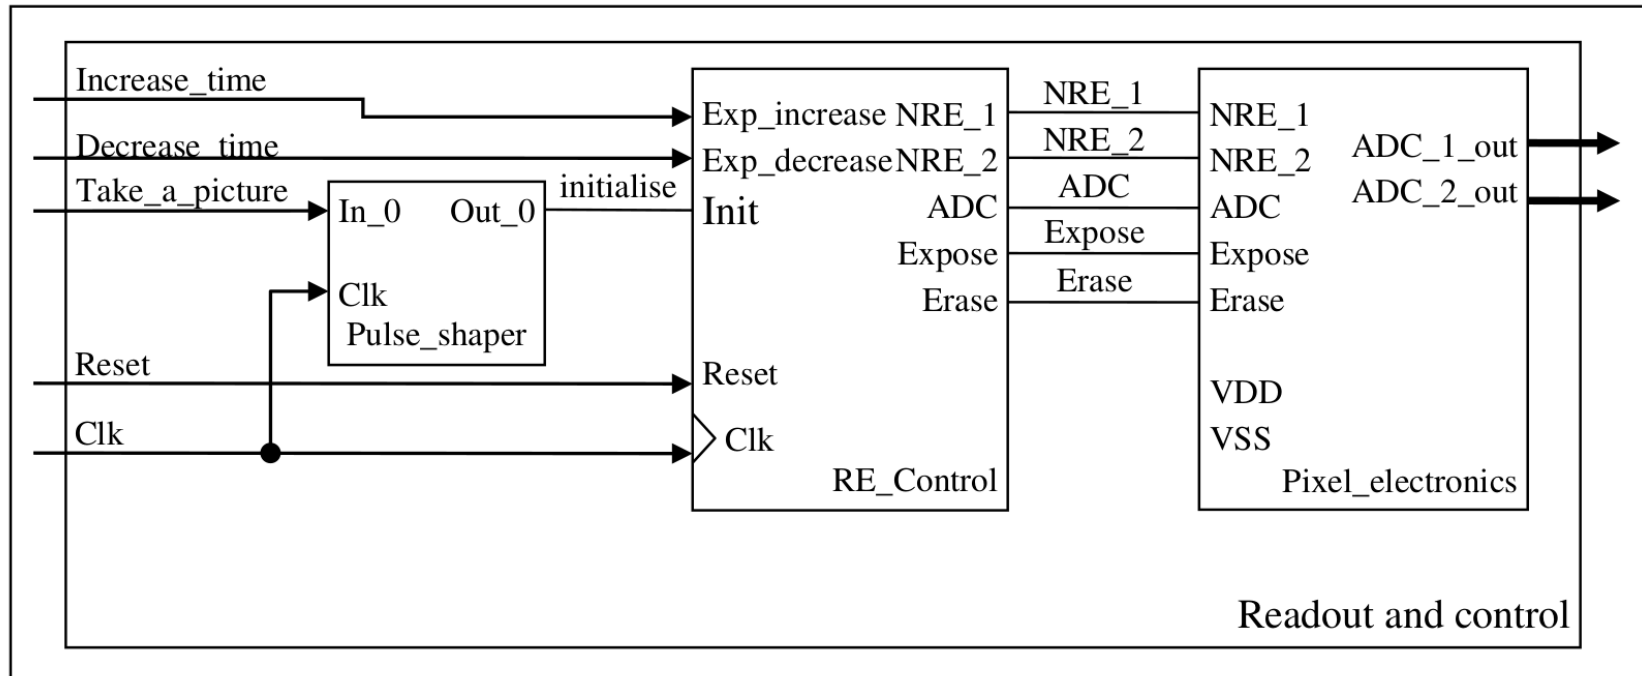 Increase_time
Decrease_time
Take_a_picture
In_0 Out_0
Clk
Pulse_shaper
initialise
Reset
Clk
Exp_increase NRE_1
Exp_decrease NRE_2
Init ADC
Expose
Erase
Reset
Clk
RE_Control
NRE_1
NRE_2
ADC
Expose
Erase
NRE_1
NRE_2
ADC
Expose
Erase
ADC_1_out
ADC_2_out
VDD
VSS
Pixel_electronics
Readout and control